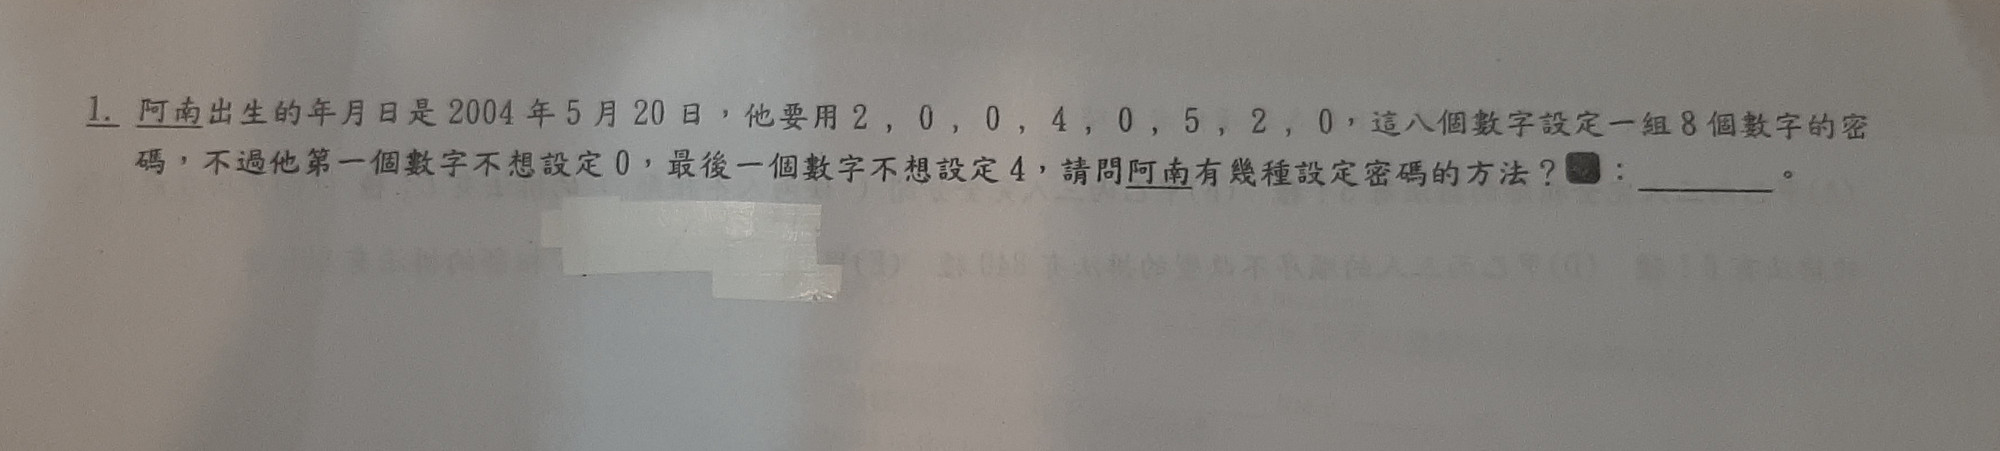 1. 阿南出生的年月日是 2004 年 5 月 20 日，他要用 2 , 0 , 0 , 4 , 0 , 5 , 2 , 0，這八個數字設定一組 8 個數字的密
碼，不過他第一個數字不想設定 0，最後一個數字不想設定 4，請問阿南有幾種設定密碼的方法？：________。